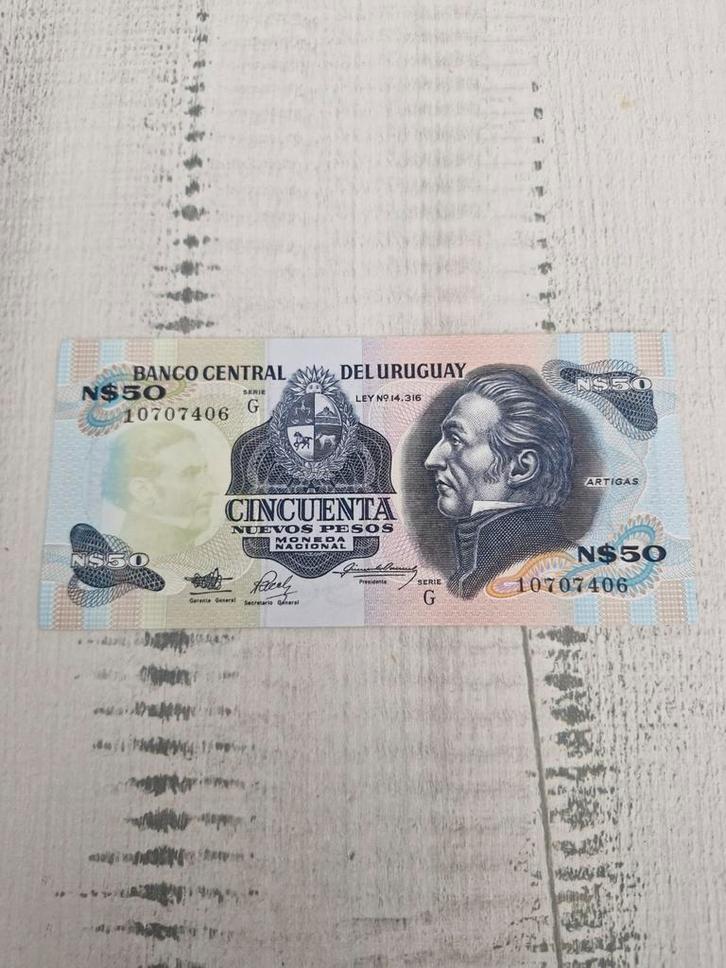 BANCO CENTRAL DEL URUGUAY
N$50 N$50
SERIE
G
10707406
LEY Nº 14.316
ARTIGAS
CINCUENTA
NUEVOS PESOS
MONEDA
NACIONAL
N$50 N$50
Gerente General
Secretario General
Presidente
SERIE
G
10707406